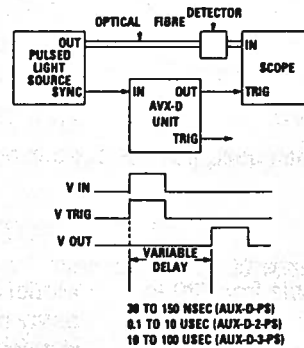 OPTICAL FIBRE
DETECTOR
OUT
PULSED
LIGHT
SOURCE
SYNC
IN
SCOPE
TRIG
IN
OUT
AVX-D
UNIT
TRIG
V IN
V TRIG
V OUT
VARIABLE
DELAY
30 TO 150 NSEC (AUX-D-PS)
0.1 TO 10 USEC (AUX-D-2-PS)
10 TO 100 USEC (AUX-D-3-PS)